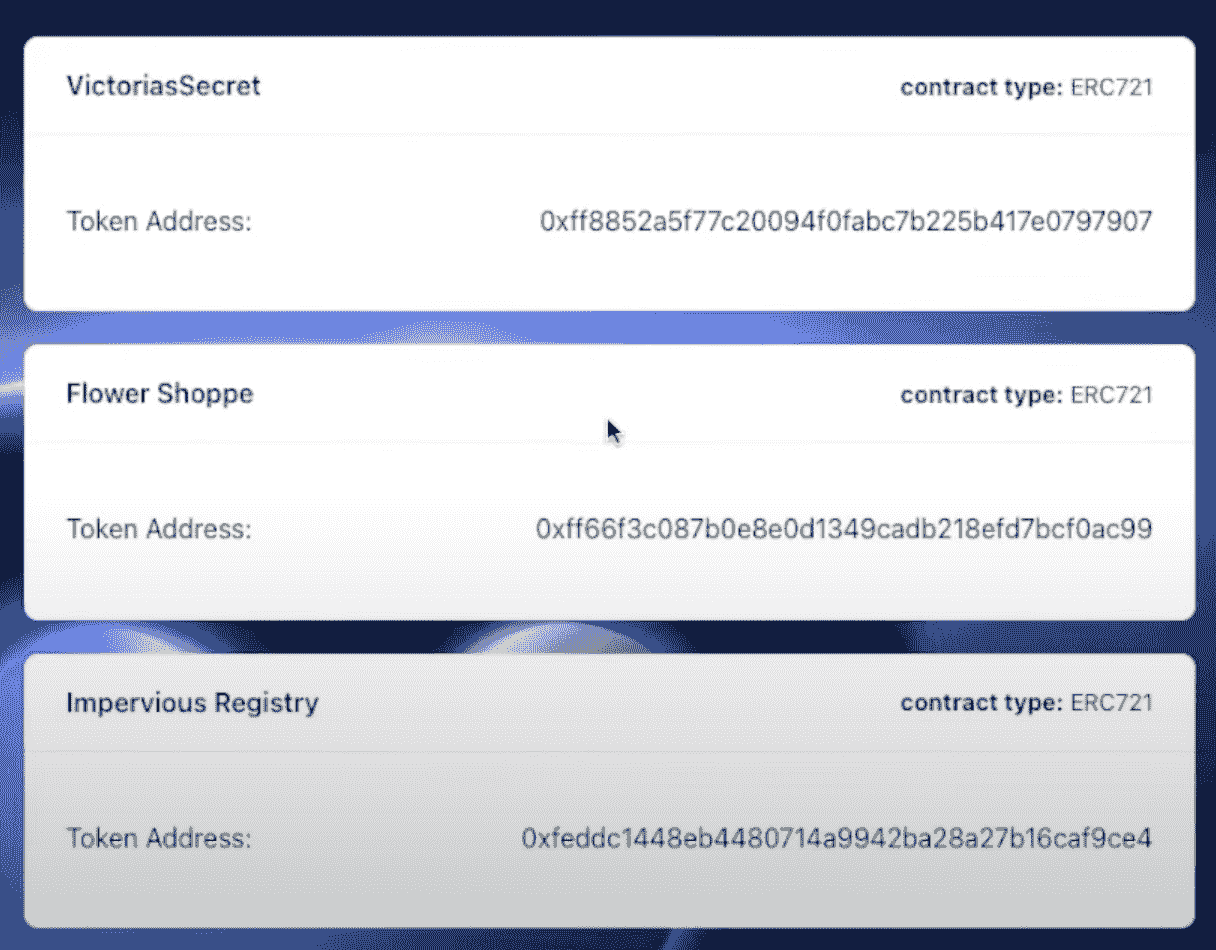 VictoriasSecret contract type: ERC721
Token Address: 0xff8852a5f77c20094f0fabc7b225b417e0797907
Flower Shoppe contract type: ERC721
Token Address: 0xff66f3c087b0e8e0d1349cadb218efd7bcf0ac99
Impervious Registry contract type: ERC721
Token Address: 0xfeddc1448eb4480714a9942ba28a27b16caf9ce4